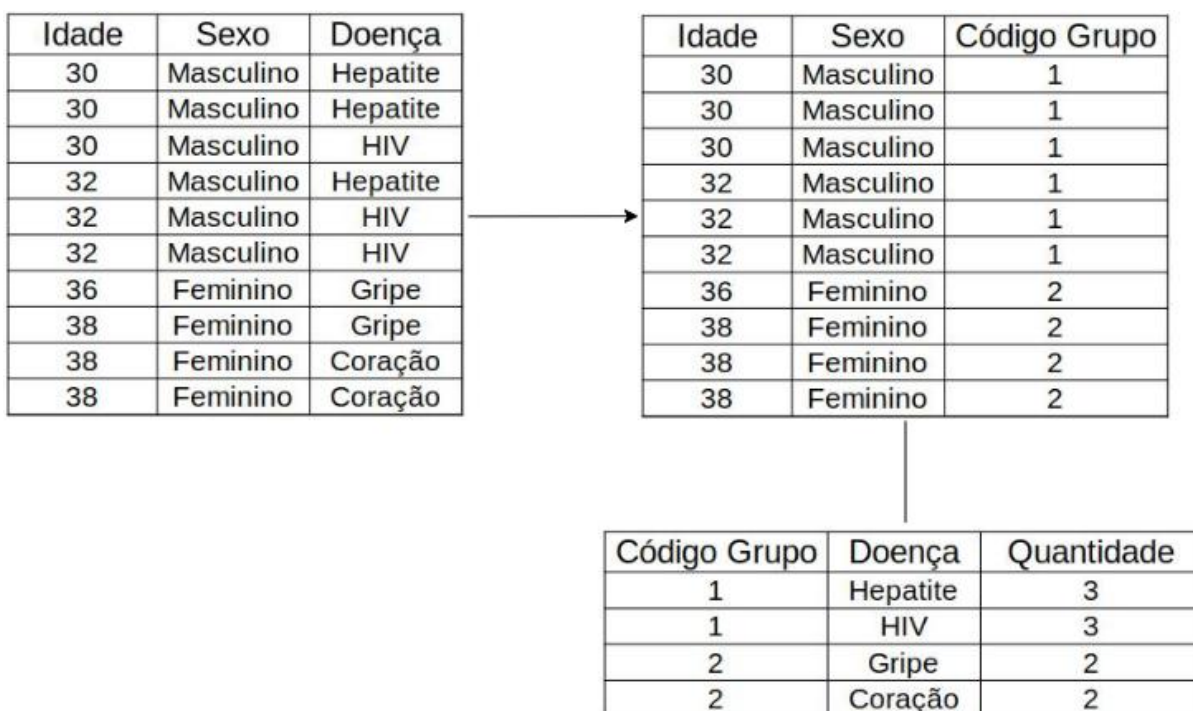 Idade Sexo Doença
30 Masculino Hepatite
30 Masculino Hepatite
30 Masculino HIV
32 Masculino Hepatite
32 Masculino HIV
32 Masculino HIV
36 Feminino Gripe
38 Feminino Gripe
38 Feminino Coração
38 Feminino Coração
Idade Sexo Código Grupo
30 Masculino 1
30 Masculino 1
30 Masculino 1
32 Masculino 1
32 Masculino 1
32 Masculino 1
36 Feminino 2
38 Feminino 2
38 Feminino 2
38 Feminino 2
Código Grupo Doença Quantidade
1 Hepatite 3
1 HIV 3
2 Gripe 2
2 Coração 2